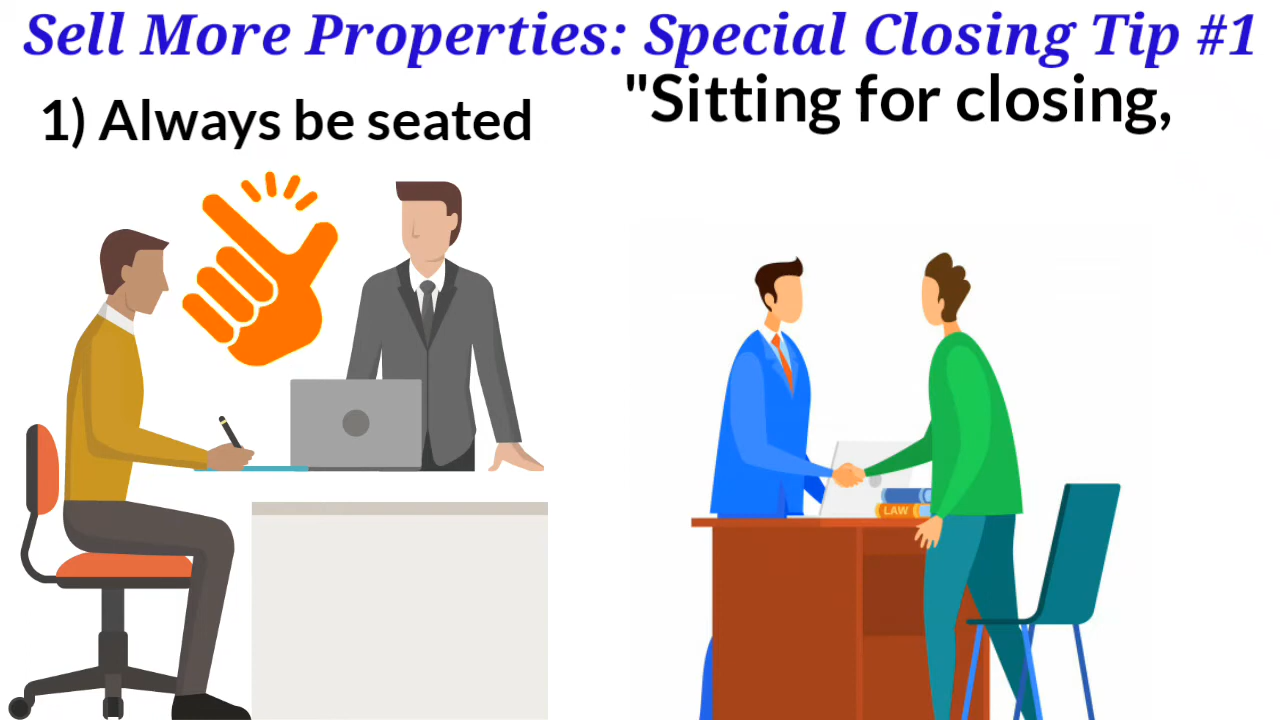 Sell More Properties: Special Closing Tip #1
1) Always be seated
"Sitting for closing,
LAW